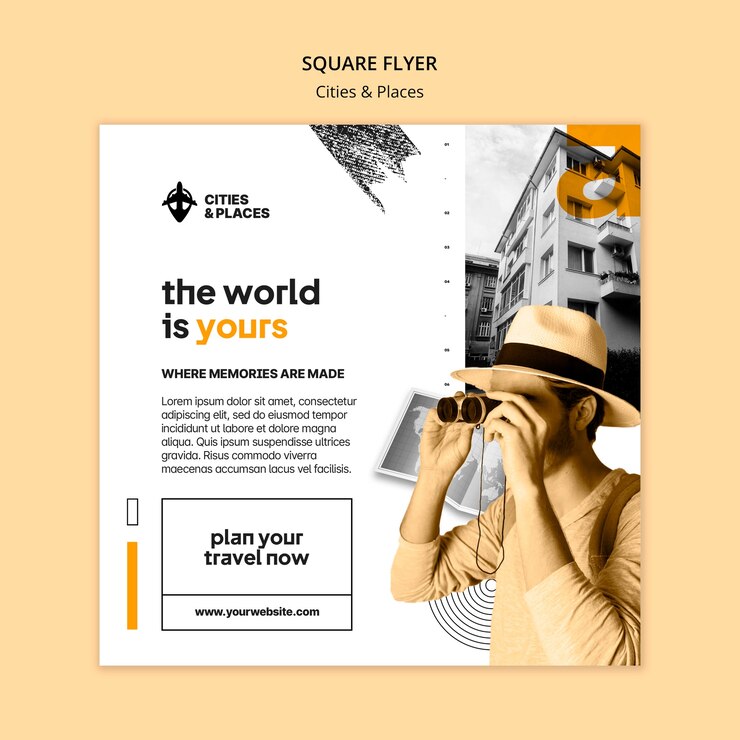 SQUARE FLYER
Cities & Places
CITIES
& PLACES
the world
is yours
WHERE MEMORIES ARE MADE
Lorem ipsum dolor sit amet, consectetur
adipiscing elit, sed do eiusmod tempor
incididunt ut labore et dolore magna
aliqua. Quis ipsum suspendisse ultrices
gravida. Risus commodo viverra
maecenas accumsan lacus vel facilisis.
plan your
travel now
www.yourwebsite.com
01
02
03
04
05
06
a